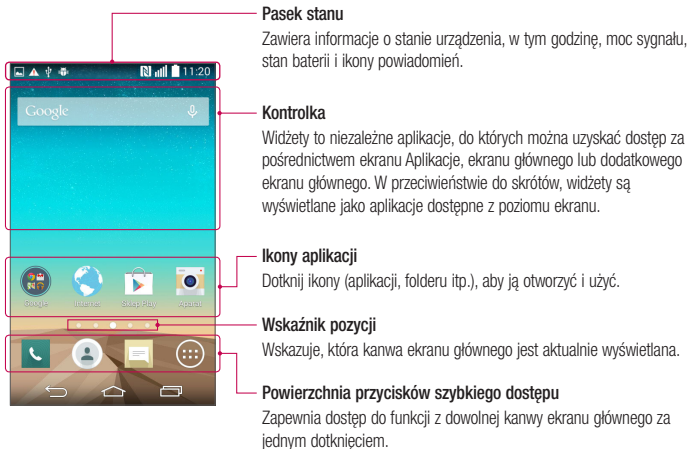 Pasek stanu
Zawiera informacje o stanie urządzenia, w tym godzinę, moc sygnału,
stan baterii i ikony powiadomień.
11:20
Google
Kontrolka
Widżety to niezależne aplikacje, do których można uzyskać dostęp za
pośrednictwem ekranu Aplikacje, ekranu głównego lub dodatkowego
ekranu głównego. W przeciwieństwie do skrótów, widżety są
wyświetlane jako aplikacje dostępne z poziomu ekranu.
Ikony aplikacji
Dotknij ikony (aplikacji, folderu itp.), aby ją otworzyć i użyć.
Google Internet Sklep Play Aparat
Wskaźnik pozycji
Wskazuje, która kanwa ekranu głównego jest aktualnie wyświetlana.
Powierzchnia przycisków szybkiego dostępu
Zapewnia dostęp do funkcji z dowolnej kanwy ekranu głównego za
jednym dotknięciem.